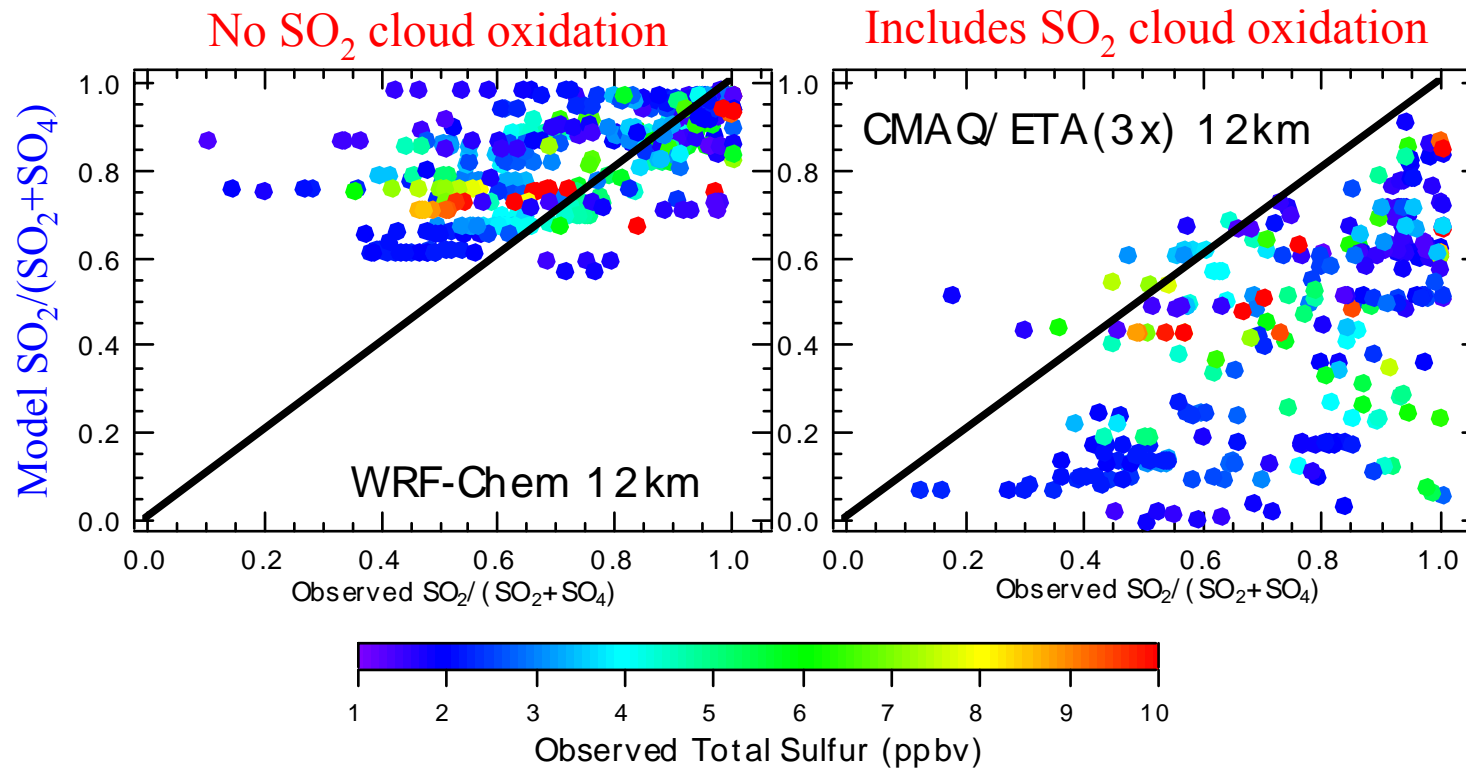 No SO₂ cloud oxidation
Includes SO₂ cloud oxidation
Model SO₂/(SO₂+SO₄)
1.0
0.8
0.6
0.4
0.2
0.0
WRF-Chem 12km
0.0 0.2 0.4 0.6 0.8 1.0
Observed SO₂/(SO₂+SO₄)
1.0
0.8
0.6
0.4
0.2
0.0
CMAQ/ETA(3x) 12km
0.0 0.2 0.4 0.6 0.8 1.0
Observed SO₂/(SO₂+SO₄)
1 2 3 4 5 6 7 8 9 10
Observed Total Sulfur (ppbv)